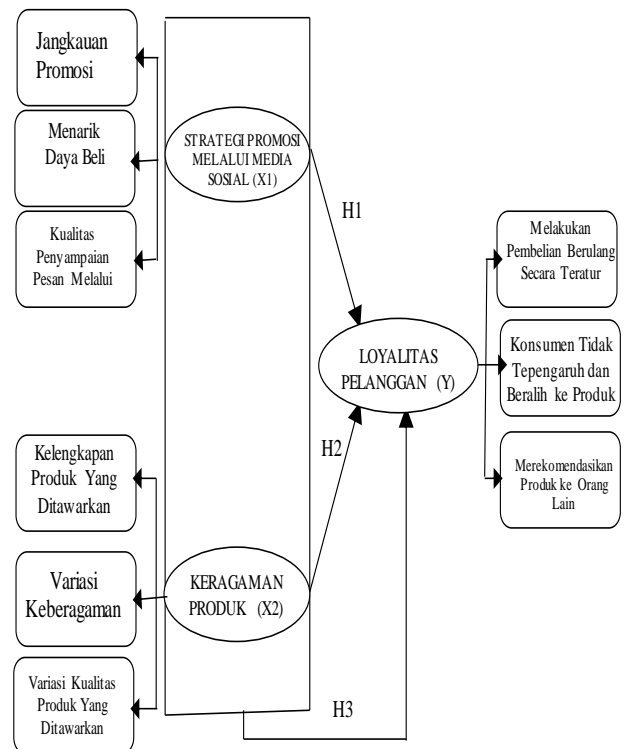 Jangkauan
Promosi
Menarik
Daya Beli
Kualitas
Penyampaian
Pesan Melalui
STRATEGI PROMOSI
MELALUI MEDIA
SOSIAL (X1)
H1
Melakukan
Pembelian Berulang
Secara Teratur
LOYALITAS
PELANGGAN (Y)
Konsumen Tidak
Tepengaruh dan
Beralih ke Produk
Merekomendasikan
Produk ke Orang
Lain
H2
Kelengkapan
Produk Yang
Ditawarkan
Variasi
Keberagaman
Variasi Kualitas
Produk Yang
Ditawarkan
KERAGAMAN
PRODUK (X2)
H3